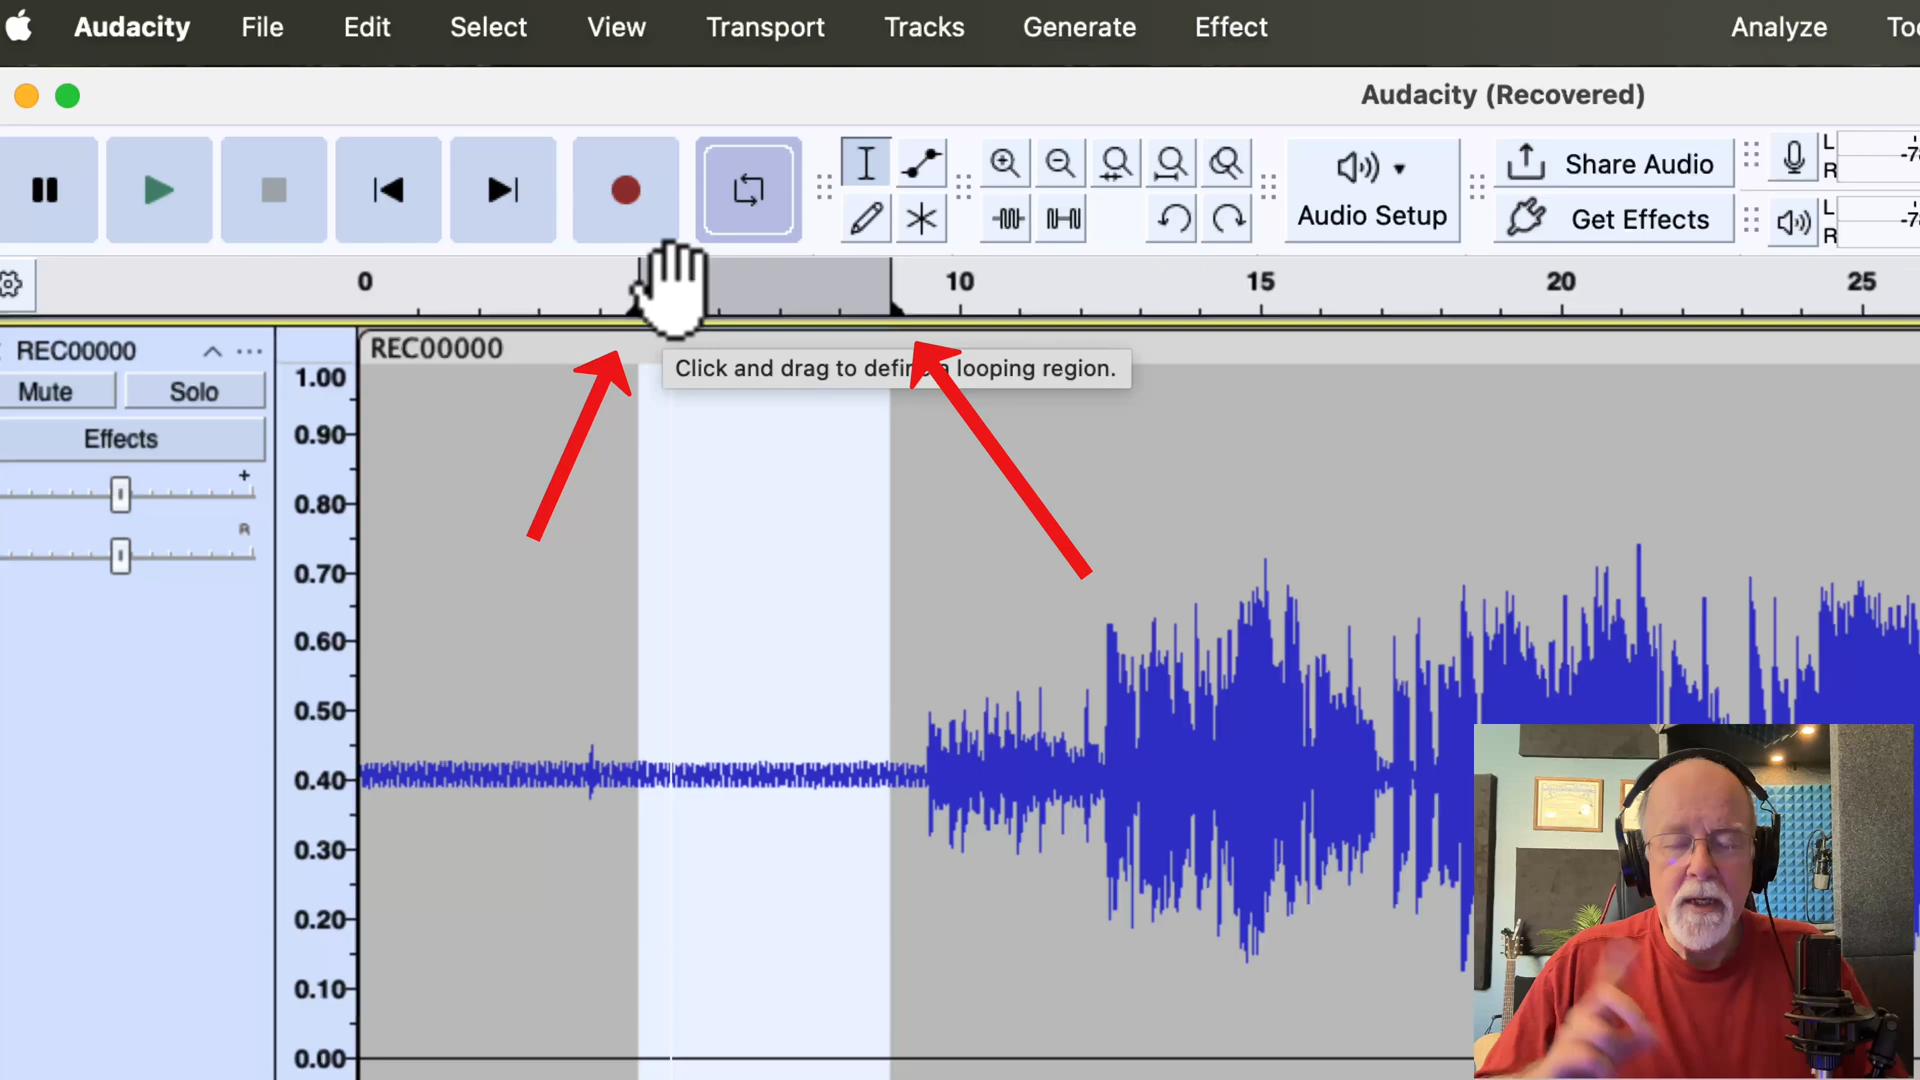 Audacity File Edit Select View Transport Tracks Generate Effect Analyze
Audacity (Recovered)
Audio Setup
Share Audio
Get Effects
L
R
L
R
0 10 15 20 25
REC00000
REC00000
Mute Solo
Effects
+
R
Click and drag to define a looping region.
1.00
0.90
0.80
0.70
0.60
0.50
0.40
0.30
0.20
0.10
0.00